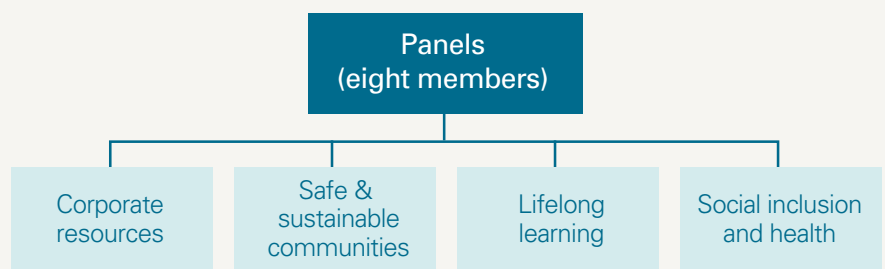 Panels
(eight members)
Corporate
resources
Safe &
sustainable
communities
Lifelong
learning
Social inclusion
and health